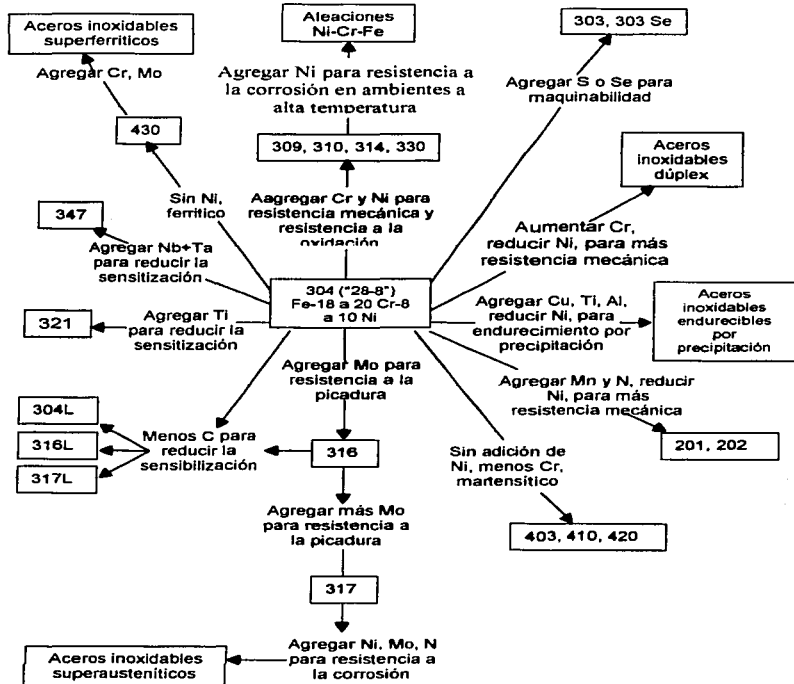 Aceros inoxidables
superferríticos
Aleaciones
Ni-Cr-Fe
303, 303 Se
Agregar Cr, Mo
Agregar Ni para resistencia a
la corrosión en ambientes a
alta temperatura
Agregar S o Se para
maquinabilidad
430
309, 310, 314, 330
Aceros
inoxidables
dúplex
Sin Ni,
ferrítico
Aagregar Cr y Ni para
resistencia mecánica y
resistencia a la
oxidación
347
Agregar Nb+Ta
para reducir la
sensitización
Aumentar Cr,
reducir Ni, para más
resistencia mecánica
304 ("28-8")
Fe-18 a 20 Cr-8
a 10 Ni
321
Agregar Ti
para reducir la
sensitización
Agregar Cu, Ti, Al,
reducir Ni, para
endurecimiento por
precipitación
Aceros
inoxidables
endurecibles
por
precipitación
Agregar Mo para
resistencia a la
picadura
Agregar Mn y N, reducir
Ni, para más
resistencia mecánica
304L
316L
317L
Menos C para
reducir la
sensibilización
316
Sin adición de
Ni, menos Cr,
martensítico
201, 202
Agregar más Mo
para resistencia a
la picadura
403, 410, 420
317
Agregar Ni, Mo, N
para resistencia a
la corrosión
Aceros inoxidables
superausteníticos